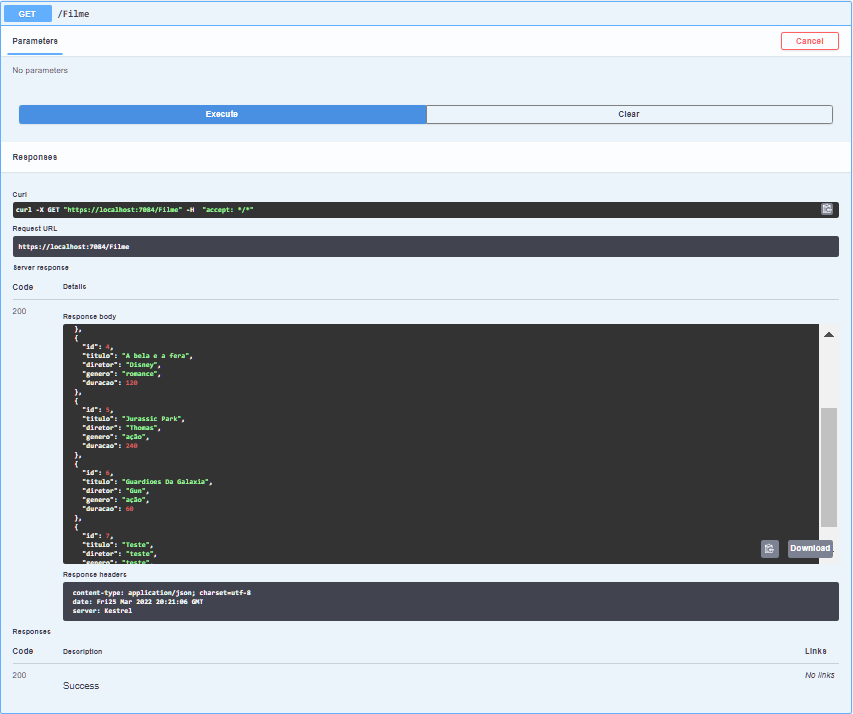 GET /Filme
Parameters
Cancel
No parameters
Execute
Clear
Responses
Curl
curl -X GET "https://localhost:7084/Filme" -H  "accept: */*"
Request URL
https://localhost:7084/Filme
Server response
Code Details
200
Response body
},
{
"id": 4,
"titulo": "A bela e a fera",
"diretor": "Disney",
"genero": "romance",
"duracao": 120
},
{
"id": 5,
"titulo": "Jurassic Park",
"diretor": "Thomas",
"genero": "ação",
"duracao": 240
},
{
"id": 6,
"titulo": "Guardioes Da Galaxia",
"diretor": "Gun",
"genero": "ação",
"duracao": 60
},
{
"id": 7,
"titulo": "Teste",
"diretor": "teste",
"genero": "teste",
Download
Response headers
content-type: application/json; charset=utf-8
date: Fri25 Mar 2022 20:21:06 GMT
server: Kestrel
Responses
Code Description Links
200 No links
Success